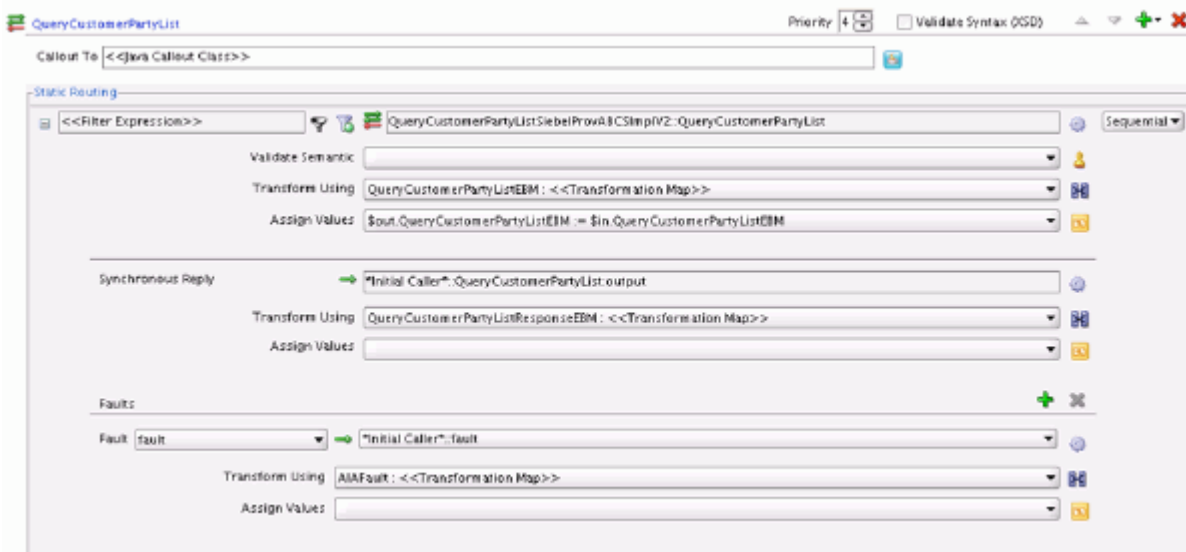 QueryCustomerPartyList Priority 4 Validate Syntax (XSD)
Callout To <<Java Callout Class>>
Static Routing
<<Filter Expression>> QueryCustomerPartyListSiebelProvABCSImplV2::QueryCustomerPartyList Sequential
Validate Semantic
Transform Using QueryCustomerPartyListEBM : <<Transformation Map>>
Assign Values $out.QueryCustomerPartyListEBM := $in.QueryCustomerPartyListEBM
Synchronous Reply *Initial Caller*::QueryCustomerPartyList:output
Transform Using QueryCustomerPartyListResponseEBM : <<Transformation Map>>
Assign Values
Faults
Fault fault *Initial Caller*::fault
Transform Using AIAFault : <<Transformation Map>>
Assign Values